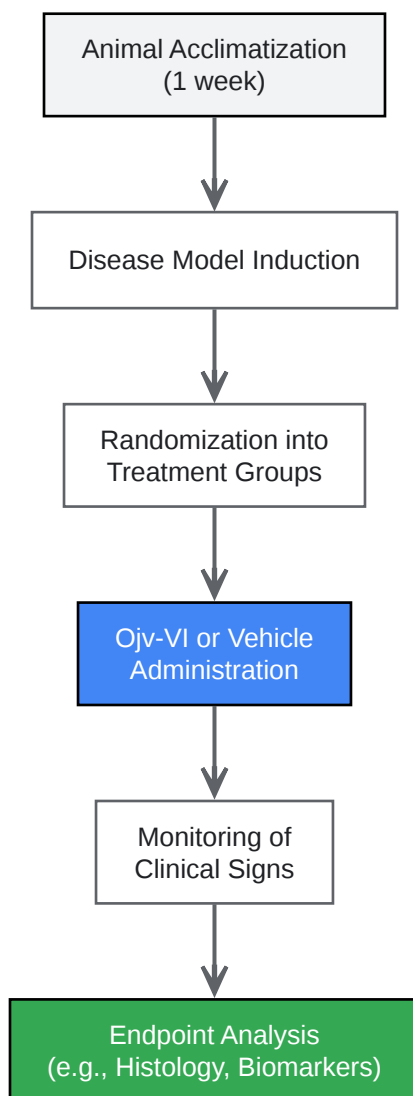 Animal Acclimatization
(1 week)
Disease Model Induction
Randomization into
Treatment Groups
Ojv-VI or Vehicle
Administration
Monitoring of
Clinical Signs
Endpoint Analysis
(e.g., Histology, Biomarkers)